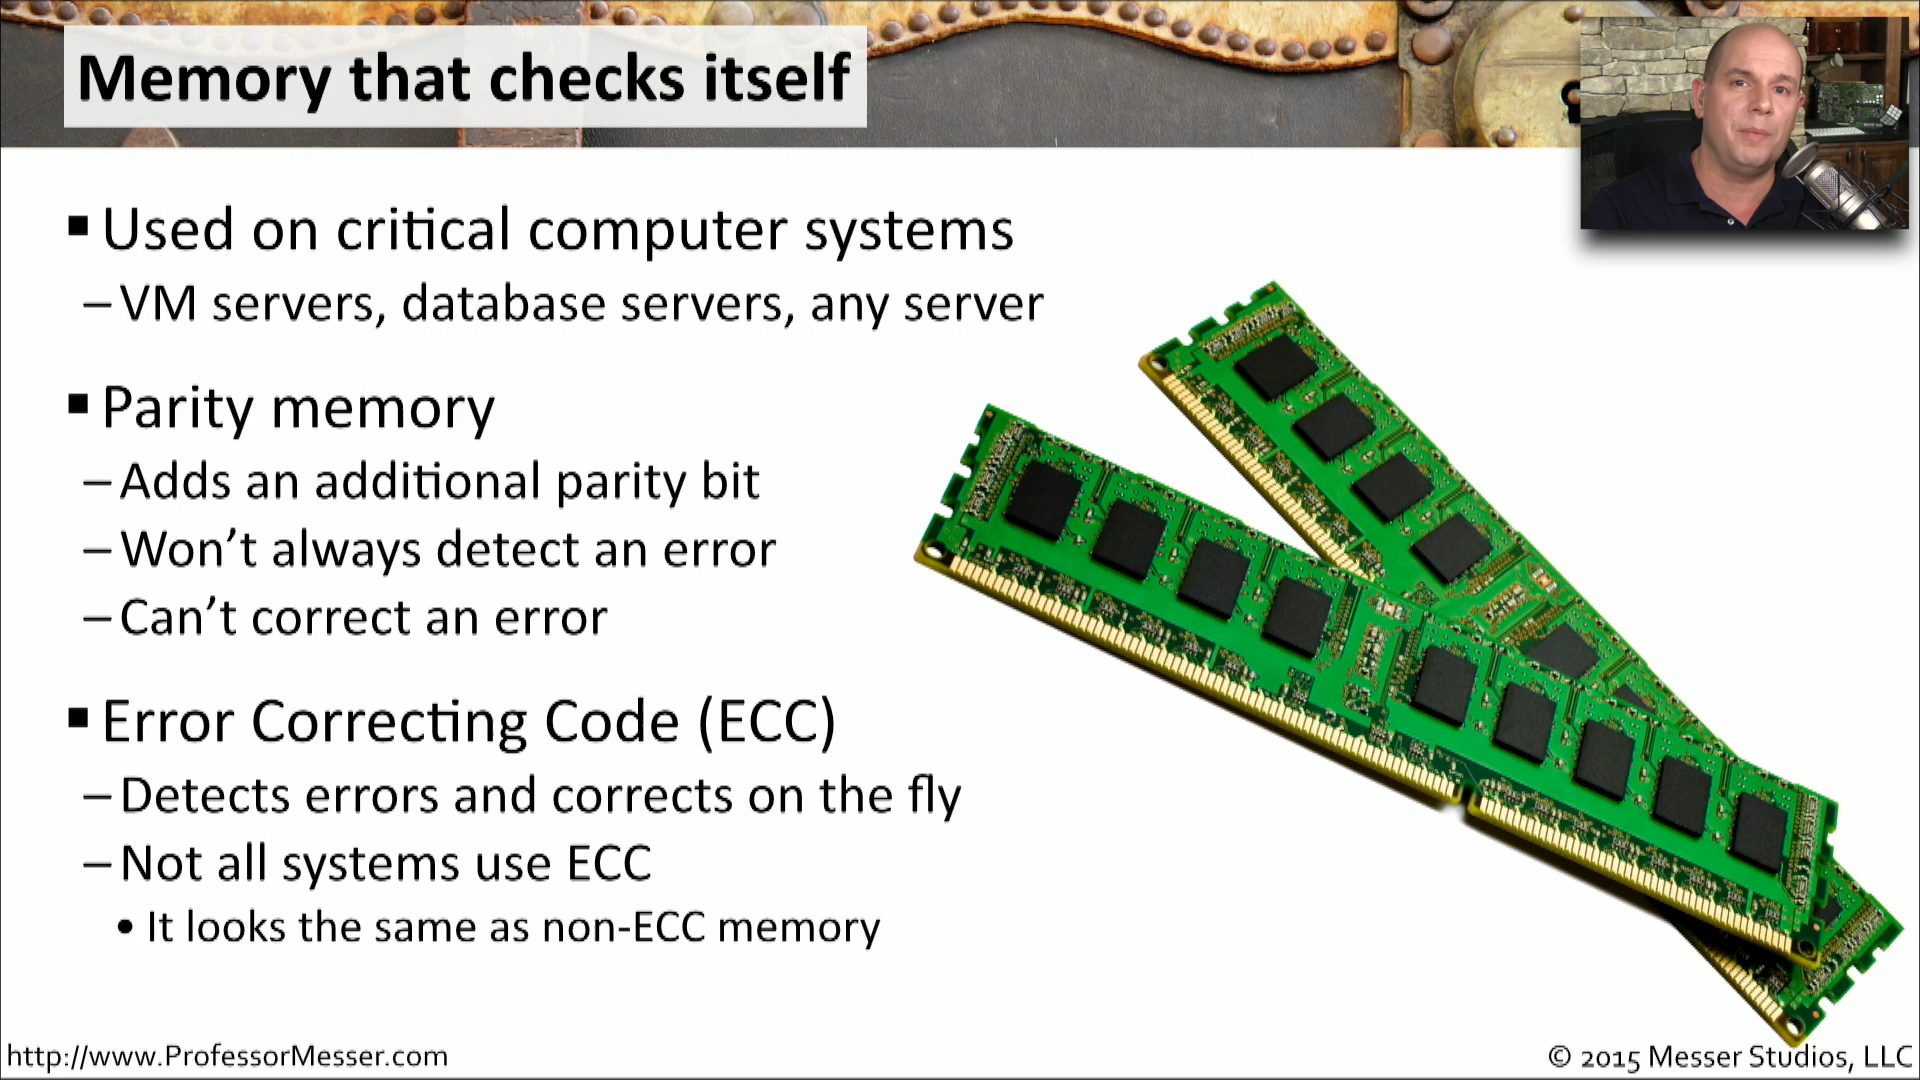 Memory that checks itself
▪ Used on critical computer systems
– VM servers, database servers, any server
▪ Parity memory
– Adds an additional parity bit
– Won’t always detect an error
– Can’t correct an error
▪ Error Correcting Code (ECC)
– Detects errors and corrects on the fly
– Not all systems use ECC
• It looks the same as non-ECC memory
http://www.ProfessorMesser.com
© 2015 Messer Studios, LLC